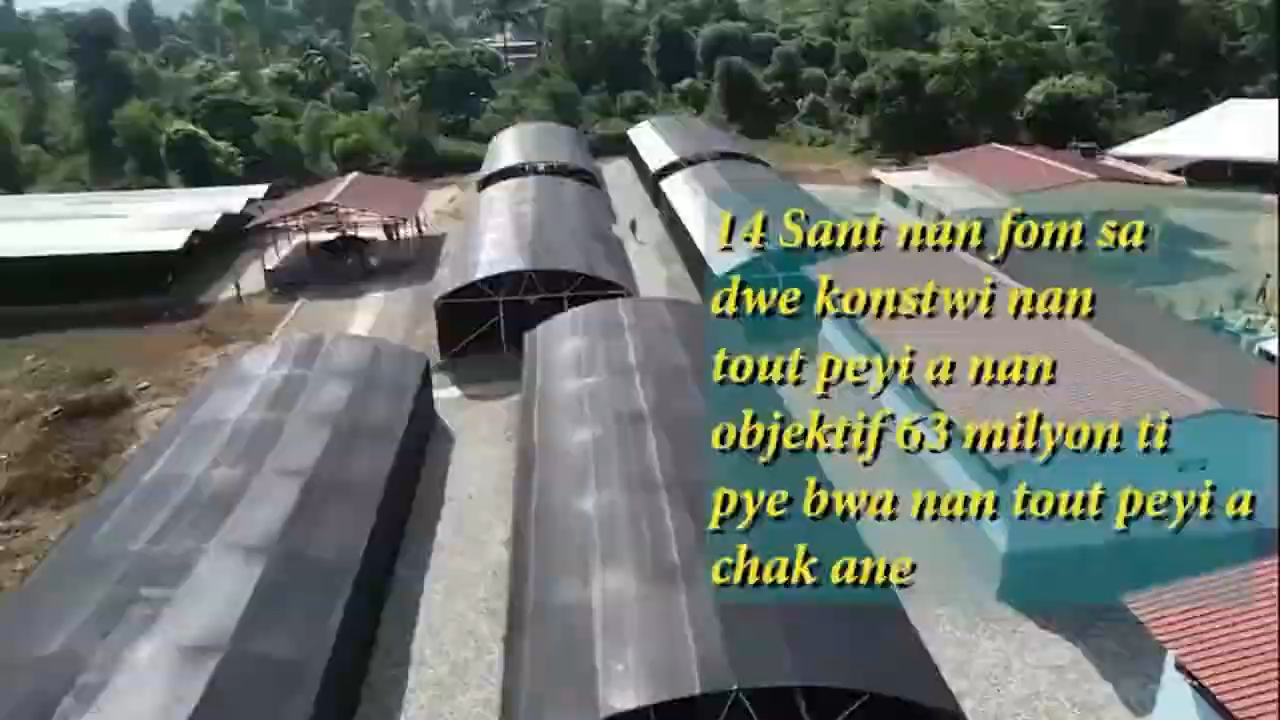 14 Sant nan fom sa
dwe konstwi nan
tout peyi a nan
objektif 63 milyon ti
pye bwa nan tout peyi a
chak ane